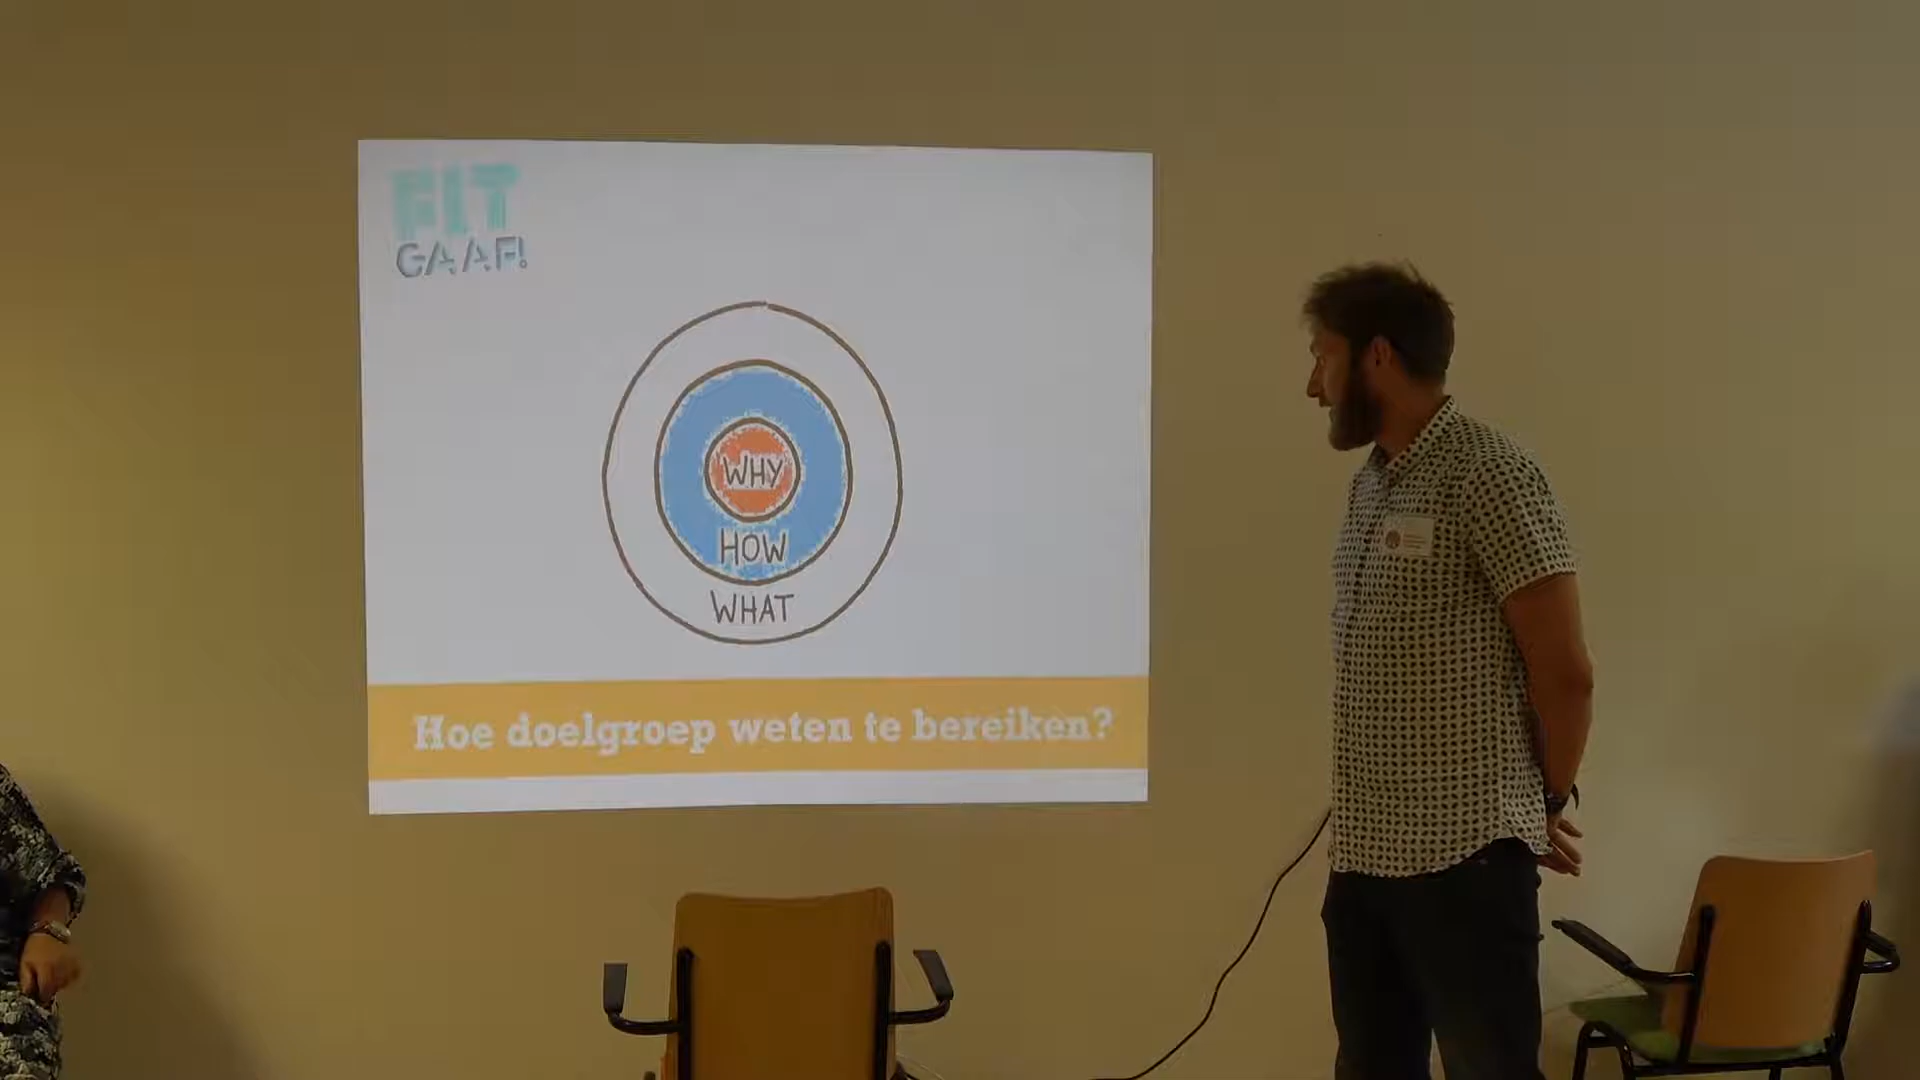 FIT
GAAF!
WHY
HOW
WHAT
Hoe doelgroep weten te bereiken?